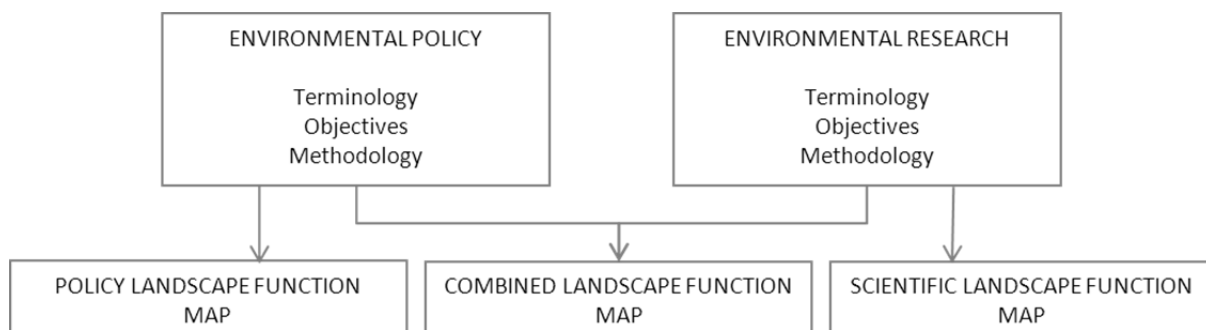 ENVIRONMENTAL POLICY
Terminology
Objectives
Methodology
ENVIRONMENTAL RESEARCH
Terminology
Objectives
Methodology
POLICY LANDSCAPE FUNCTION
MAP
COMBINED LANDSCAPE FUNCTION
MAP
SCIENTIFIC LANDSCAPE FUNCTION
MAP